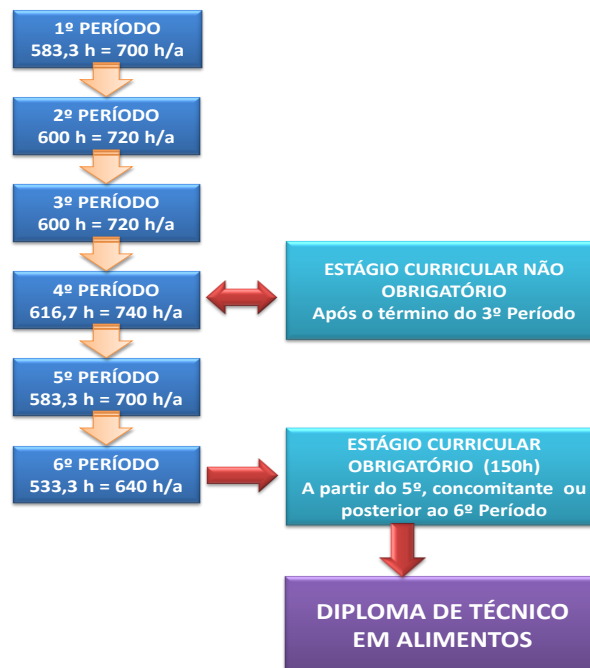 1º PERÍODO
583,3 h = 700 h/a
2º PERÍODO
600 h = 720 h/a
3º PERÍODO
600 h = 720 h/a
4º PERÍODO
616,7 h = 740 h/a
ESTÁGIO CURRICULAR NÃO
OBRIGATÓRIO
Após o término do 3º Período
5º PERÍODO
583,3 h = 700 h/a
6º PERÍODO
533,3 h = 640 h/a
ESTÁGIO CURRICULAR
OBRIGATÓRIO (150h)
A partir do 5º, concomitante ou
posterior ao 6º Período
DIPLOMA DE TÉCNICO
EM ALIMENTOS